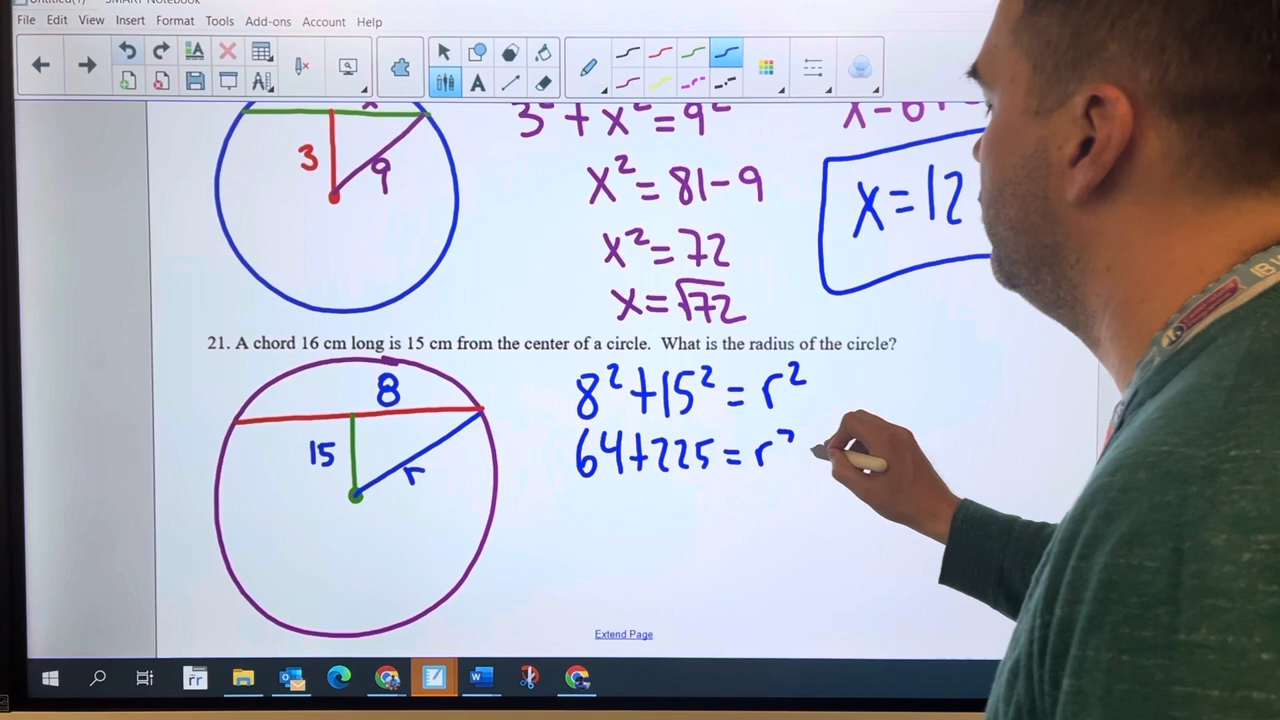 File Edit View Insert Format Tools Add-ons Account Help
3² + x² = 9²
3
9
x² = 81-9
x = 12
x² = 72
x = √72
21. A chord 16 cm long is 15 cm from the center of a circle. What is the radius of the circle?
8
8² + 15² = r²
15
r
64 + 225 = r²
Extend Page